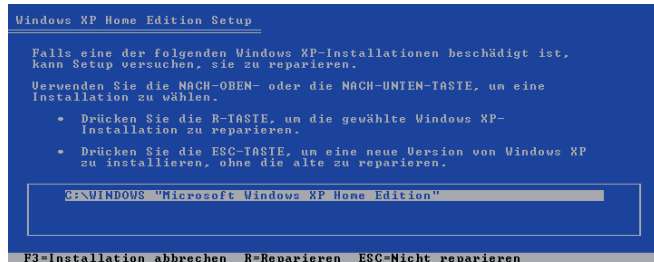 Windows XP Home Edition Setup
Falls eine der folgenden Windows XP-Installationen beschädigt ist,
kann Setup versuchen, sie zu reparieren.
Verwenden Sie die NACH-OBEN- oder die NACH-UNTEN-TASTE, um eine
Installation zu wählen.
• Drücken Sie die R-TASTE, um die gewählte Windows XP-
Installation zu reparieren.
• Drücken Sie die ESC-TASTE, um eine neue Version von Windows XP
zu installieren, ohne die alte zu reparieren.
C:\WINDOWS "Microsoft Windows XP Home Edition"
F3=Installation abbrechen R=Reparieren ESC=Nicht reparieren